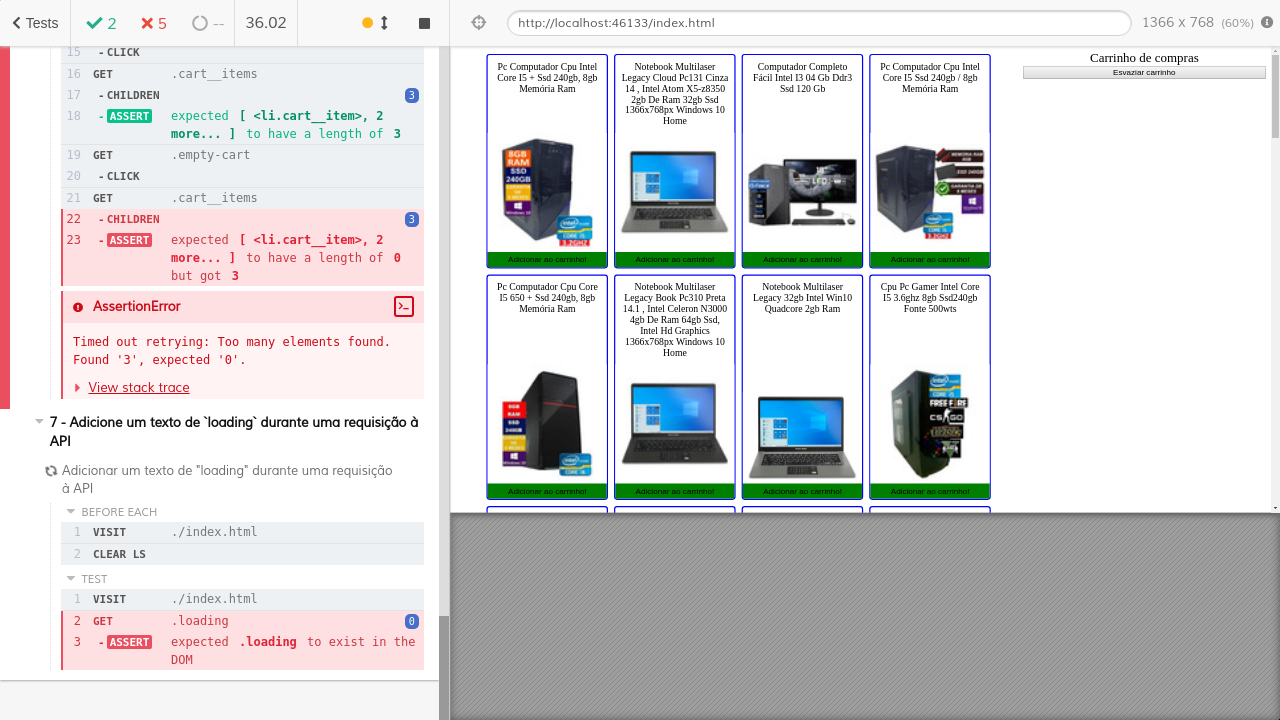 Tests
2
5
--
36.02
http://localhost:46133/index.html
1366 x 768 (60%)
15 -CLICK
16 GET .cart__items
17 -CHILDREN 3
18 -ASSERT expected [ <li.cart__item>, 2
more... ] to have a length of 3
19 GET .empty-cart
20 -CLICK
21 GET .cart__items
22 -CHILDREN 3
23 -ASSERT expected [ <li.cart__item>, 2
more... ] to have a length of 0
but got 3
AssertionError
Timed out retrying: Too many elements found.
Found '3', expected '0'.
View stack trace
7 - Adicione um texto de `loading` durante uma requisição à
API
Adicionar um texto de "loading" durante uma requisição
à API
BEFORE EACH
1 VISIT ./index.html
2 CLEAR LS
TEST
1 VISIT ./index.html
2 GET .loading 0
3 -ASSERT expected .loading to exist in the
DOM
Pc Computador Cpu Intel
Core I5 + Ssd 240gb, 8gb
Memória Ram
8GB
RAM
SSD
240GB
Windows 10
3.2GHZ
Adicionar ao carrinho!
Notebook Multilaser
Legacy Cloud Pc131 Cinza
14 , Intel Atom X5-z8350
2gb De Ram 32gb Ssd
1366x768px Windows 10
Home
Adicionar ao carrinho!
Computador Completo
Fácil Intel I3 04 Gb Ddr3
Ssd 120 Gb
Adicionar ao carrinho!
Pc Computador Cpu Intel
Core I5 Ssd 240gb / 8gb
Memória Ram
Adicionar ao carrinho!
Pc Computador Cpu Core
I5 650 + Ssd 240gb, 8gb
Memória Ram
Adicionar ao carrinho!
Notebook Multilaser
Legacy Book Pc310 Preta
14.1 , Intel Celeron N3000
4gb De Ram 64gb Ssd,
Intel Hd Graphics
1366x768px Windows 10
Home
Adicionar ao carrinho!
Notebook Multilaser
Legacy 32gb Intel Win10
Quadcore 2gb Ram
Adicionar ao carrinho!
Cpu Pc Gamer Intel Core
I5 3.6ghz 8gb Ssd240gb
Fonte 500wts
FREE FIRE
CS:GO
Adicionar ao carrinho!
Carrinho de compras
Esvaziar carrinho